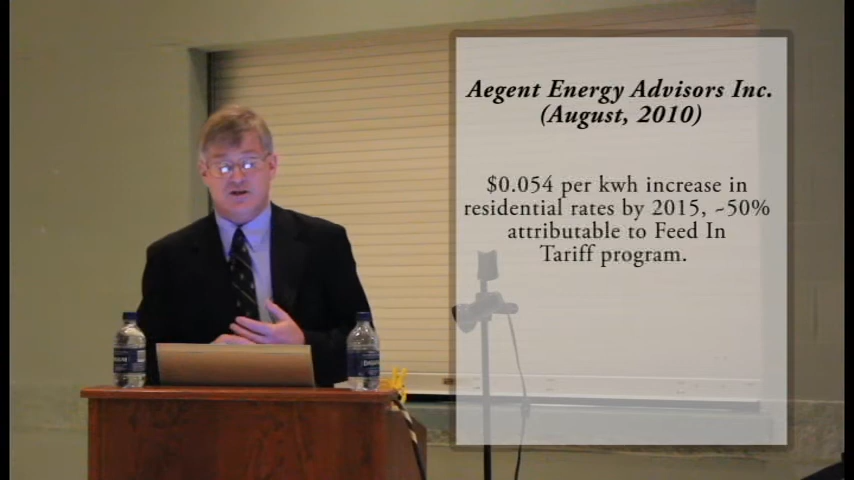 Aegent Energy Advisors Inc.
(August, 2010)
$0.054 per kwh increase in
residential rates by 2015, ~50%
attributable to Feed In
Tariff program.